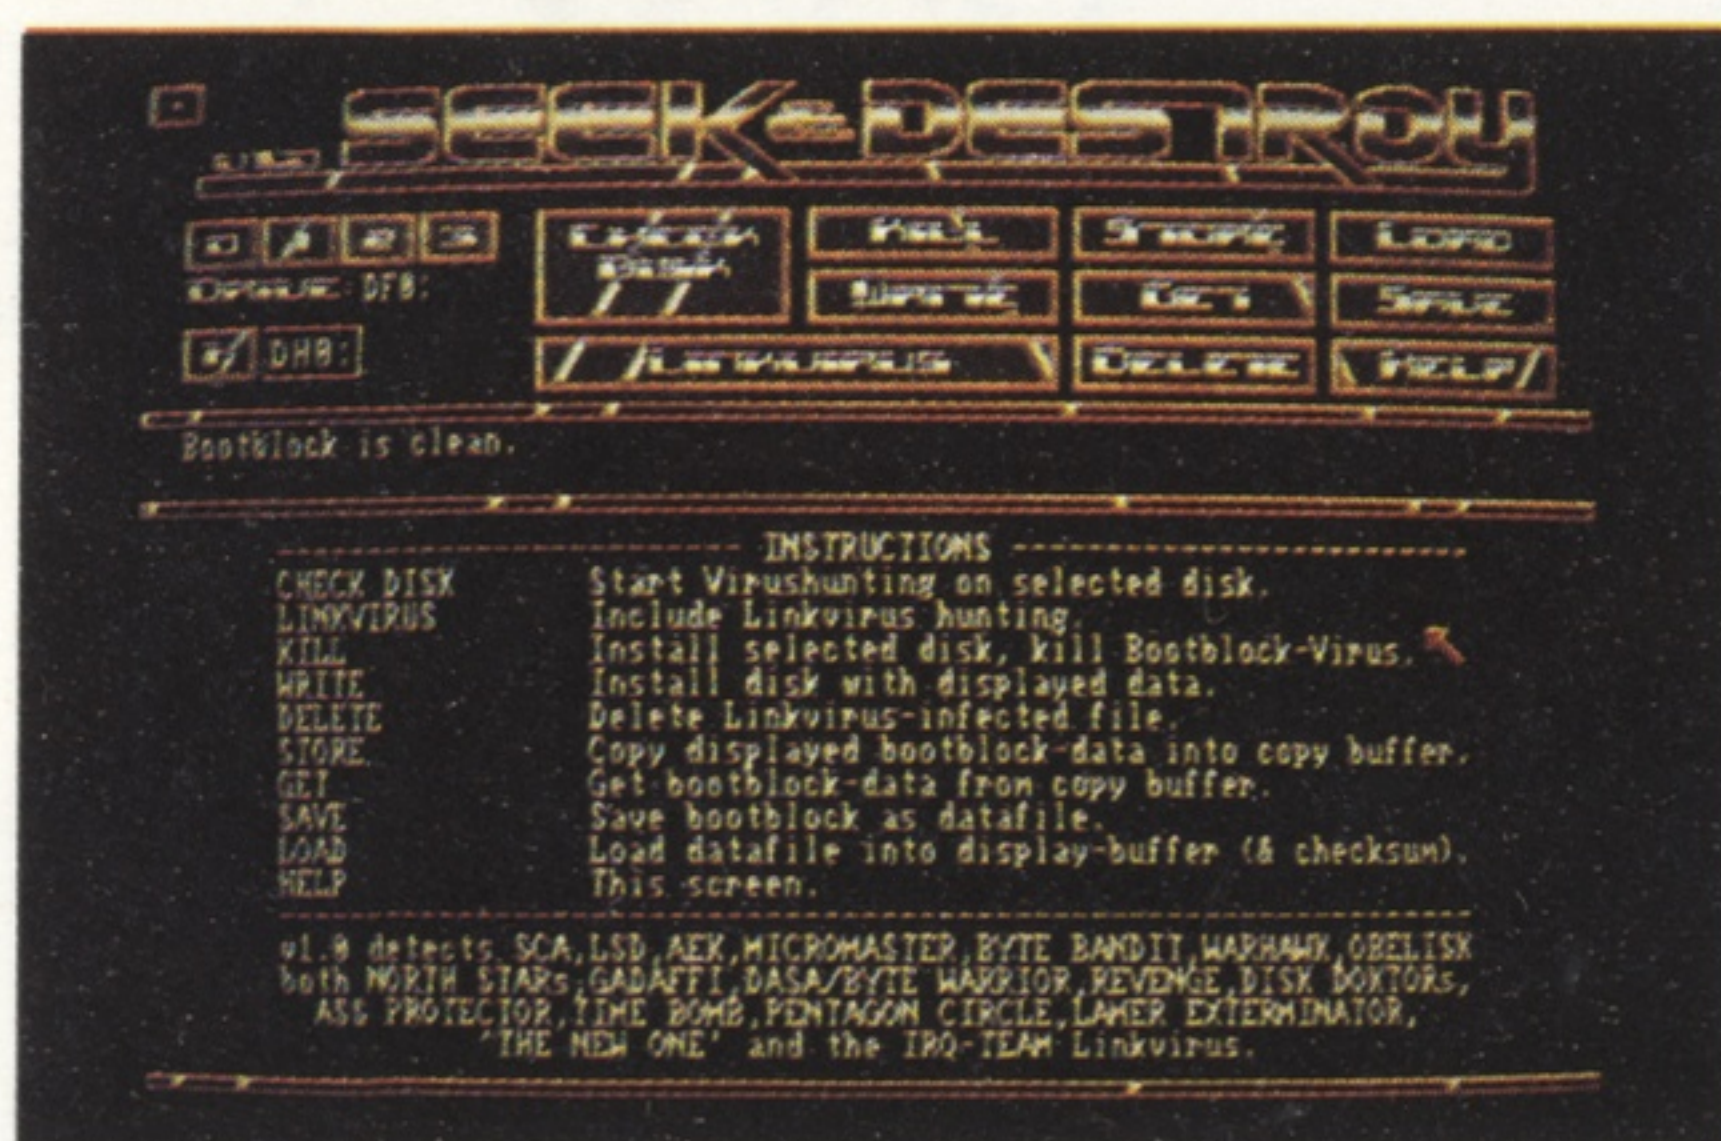 SEEK & DESTROY
CHECK KILL STORE LOAD
DISK
DRIVE DF0: WRITE GET SAVE
DH0: LINKVIRUS DELETE HELP
Bootblock is clean.
INSTRUCTIONS
CHECK DISK Start Virushunting on selected disk.
LINKVIRUS Include Linkvirus hunting.
KILL Install selected disk, kill Bootblock-Virus.
WRITE Install disk with displayed data.
DELETE Delete Linkvirus-infected file.
STORE Copy displayed bootblock-data into copy buffer.
GET Get bootblock-data from copy buffer.
SAVE Save bootblock as datafile.
LOAD Load datafile into display-buffer (& checksum).
HELP This screen.
v1.0 detects SCA,LSD,AEK,MICROMASTER,BYTE BANDIT,WARHAWK,OBELISK
both NORTH STARs,GADAFFI,DASA/BYTE WARRIOR,REVENGE,DISK DOKTORs,
ASS PROTECTOR,TIME BOMB,PENTAGON CIRCLE,LAMER EXTERMINATOR,
'THE NEW ONE' and the IRQ-TEAM Linkvirus.